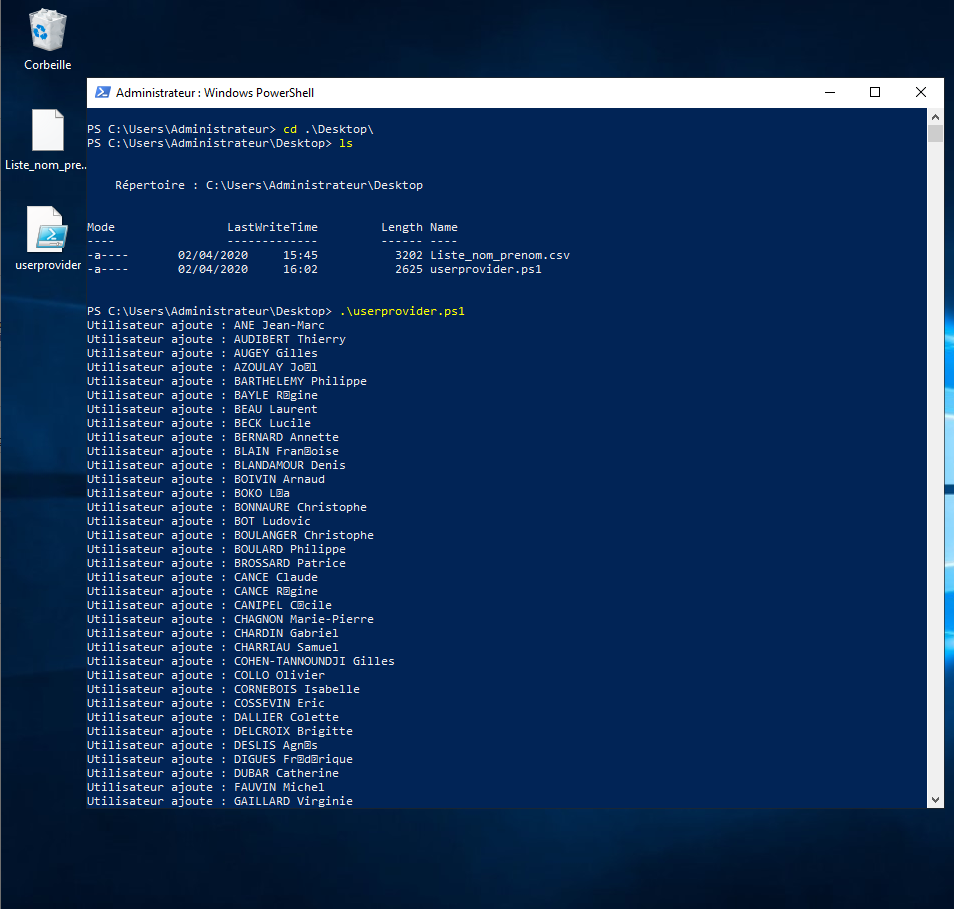 Corbeille
Liste_nom_pre...
userprovider
Administrateur : Windows PowerShell
PS C:\Users\Administrateur> cd .\Desktop\
PS C:\Users\Administrateur\Desktop> ls
Répertoire : C:\Users\Administrateur\Desktop
Mode LastWriteTime Length Name
---- ------------- ------ ----
-a---- 02/04/2020 15:45 3202 Liste_nom_prenom.csv
-a---- 02/04/2020 16:02 2625 userprovider.ps1
PS C:\Users\Administrateur\Desktop> .\userprovider.ps1
Utilisateur ajoute : ANE Jean-Marc
Utilisateur ajoute : AUDIBERT Thierry
Utilisateur ajoute : AUGEY Gilles
Utilisateur ajoute : AZOULAY Jo�l
Utilisateur ajoute : BARTHELEMY Philippe
Utilisateur ajoute : BAYLE R�gine
Utilisateur ajoute : BEAU Laurent
Utilisateur ajoute : BECK Lucile
Utilisateur ajoute : BERNARD Annette
Utilisateur ajoute : BLAIN Fran�oise
Utilisateur ajoute : BLANDAMOUR Denis
Utilisateur ajoute : BOIVIN Arnaud
Utilisateur ajoute : BOKO L�a
Utilisateur ajoute : BONNAURE Christophe
Utilisateur ajoute : BOT Ludovic
Utilisateur ajoute : BOULANGER Christophe
Utilisateur ajoute : BOULARD Philippe
Utilisateur ajoute : BROSSARD Patrice
Utilisateur ajoute : CANCE Claude
Utilisateur ajoute : CANCE R�gine
Utilisateur ajoute : CANIPEL C�cile
Utilisateur ajoute : CHAGNON Marie-Pierre
Utilisateur ajoute : CHARDIN Gabriel
Utilisateur ajoute : CHARRIAU Samuel
Utilisateur ajoute : COHEN-TANNOUNDJI Gilles
Utilisateur ajoute : COLLO Olivier
Utilisateur ajoute : CORNEBOIS Isabelle
Utilisateur ajoute : COSSEVIN Eric
Utilisateur ajoute : DALLIER Colette
Utilisateur ajoute : DELCROIX Brigitte
Utilisateur ajoute : DESLIS Agn�s
Utilisateur ajoute : DIGUES Fr�d�rique
Utilisateur ajoute : DUBAR Catherine
Utilisateur ajoute : FAUVIN Michel
Utilisateur ajoute : GAILLARD Virginie